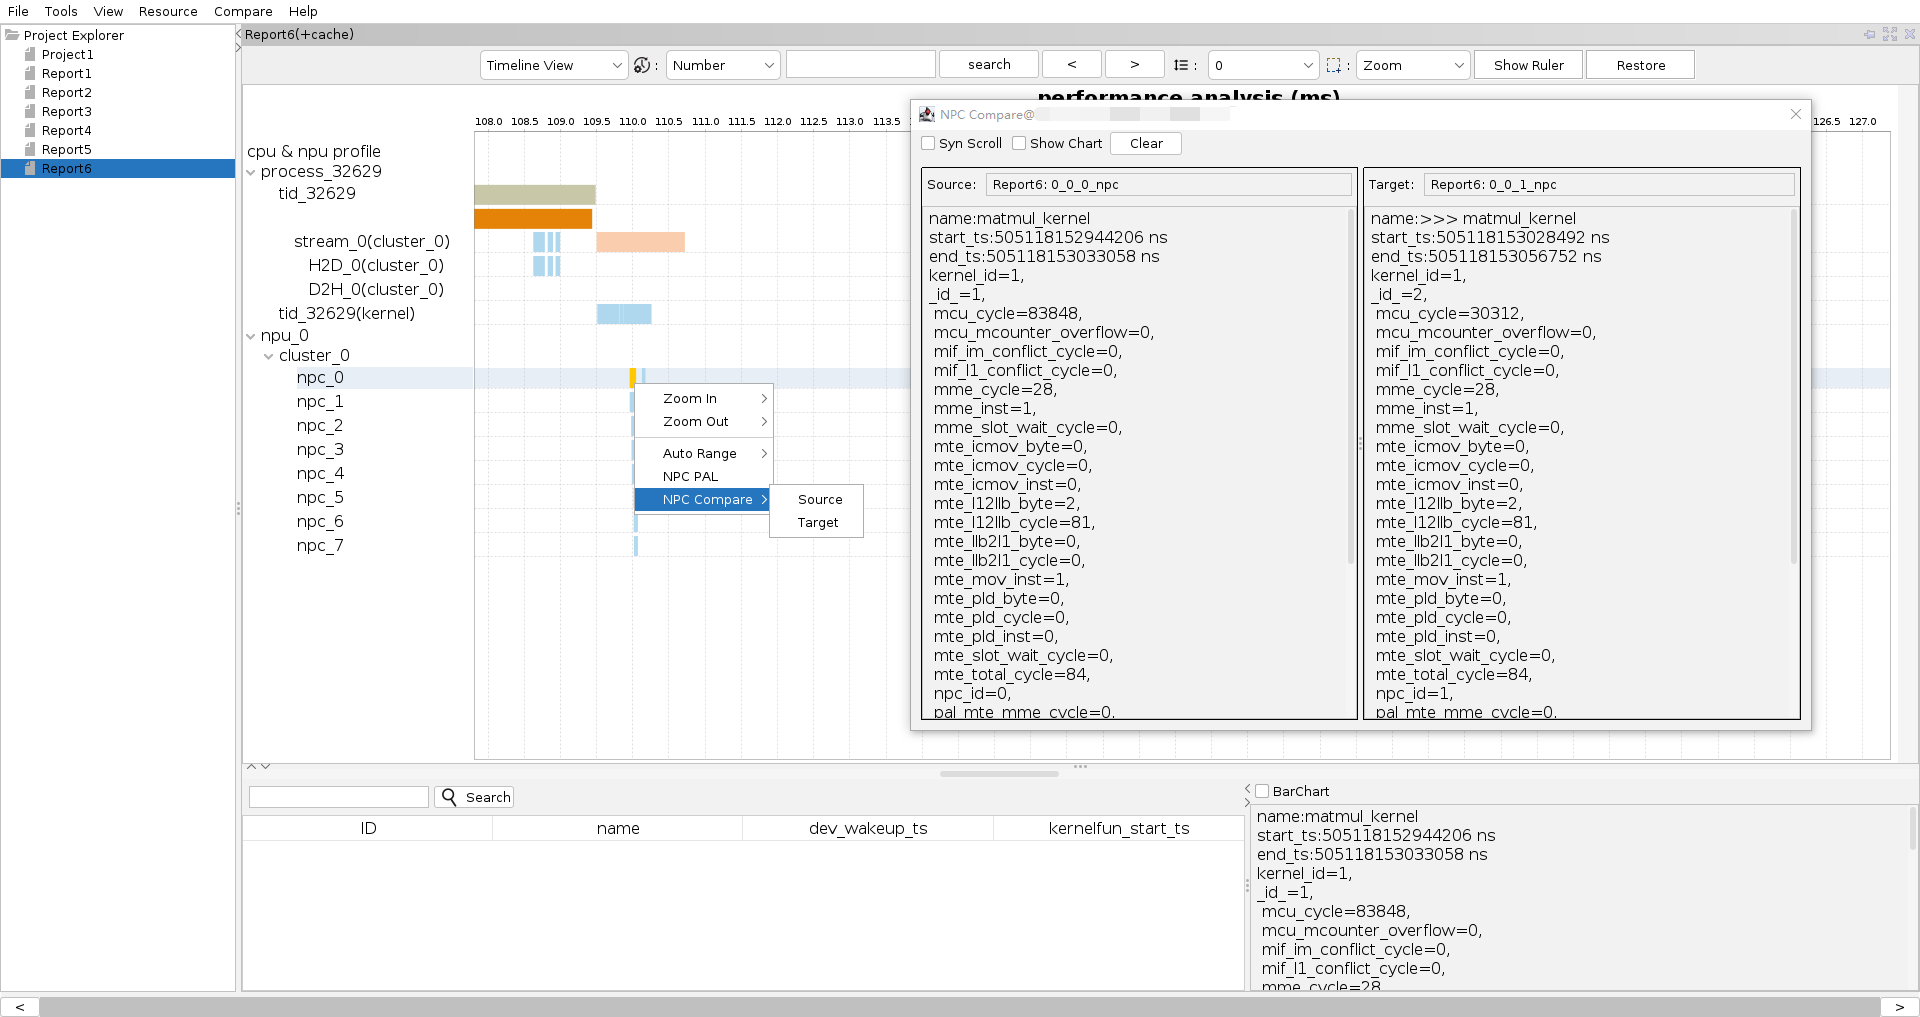 File Tools View Resource Compare Help
Project Explorer
Project1
Report1
Report2
Report3
Report4
Report5
Report6
Report6(+cache)
Timeline View
:
Number
search
<
>
:
0
:
Zoom
Show Ruler
Restore
performance analysis (ms)
108.0 108.5 109.0 109.5 110.0 110.5 111.0 111.5 112.0 112.5 113.0 113.5
126.5 127.0
cpu & npu profile
process_32629
tid_32629
stream_0(cluster_0)
H2D_0(cluster_0)
D2H_0(cluster_0)
tid_32629(kernel)
npu_0
cluster_0
npc_0
npc_1
npc_2
npc_3
npc_4
npc_5
npc_6
npc_7
Zoom In
Zoom Out
Auto Range
NPC PAL
NPC Compare
Source
Target
NPC Compare@
Syn Scroll
Show Chart
Clear
Source: Report6: 0_0_0_npc
name:matmul_kernel
start_ts:505118152944206 ns
end_ts:505118153033058 ns
kernel_id=1,
_id_=1,
mcu_cycle=83848,
mcu_mcounter_overflow=0,
mif_im_conflict_cycle=0,
mif_l1_conflict_cycle=0,
mme_cycle=28,
mme_inst=1,
mme_slot_wait_cycle=0,
mte_icmov_byte=0,
mte_icmov_cycle=0,
mte_icmov_inst=0,
mte_l12llb_byte=2,
mte_l12llb_cycle=81,
mte_llb2l1_byte=0,
mte_llb2l1_cycle=0,
mte_mov_inst=1,
mte_pld_byte=0,
mte_pld_cycle=0,
mte_pld_inst=0,
mte_slot_wait_cycle=0,
mte_total_cycle=84,
npc_id=0,
pal_mte_mme_cycle=0,
Target: Report6: 0_0_1_npc
name:>>> matmul_kernel
start_ts:505118153028492 ns
end_ts:505118153056752 ns
kernel_id=1,
_id_=2,
mcu_cycle=30312,
mcu_mcounter_overflow=0,
mif_im_conflict_cycle=0,
mif_l1_conflict_cycle=0,
mme_cycle=28,
mme_inst=1,
mme_slot_wait_cycle=0,
mte_icmov_byte=0,
mte_icmov_cycle=0,
mte_icmov_inst=0,
mte_l12llb_byte=2,
mte_l12llb_cycle=81,
mte_llb2l1_byte=0,
mte_llb2l1_cycle=0,
mte_mov_inst=1,
mte_pld_byte=0,
mte_pld_cycle=0,
mte_pld_inst=0,
mte_slot_wait_cycle=0,
mte_total_cycle=84,
npc_id=1,
pal_mte_mme_cycle=0,
Search
ID name dev_wakeup_ts kernelfun_start_ts
BarChart
name:matmul_kernel
start_ts:505118152944206 ns
end_ts:505118153033058 ns
kernel_id=1,
_id_=1,
mcu_cycle=83848,
mcu_mcounter_overflow=0,
mif_im_conflict_cycle=0,
mif_l1_conflict_cycle=0,
mme_cycle=28
<
>